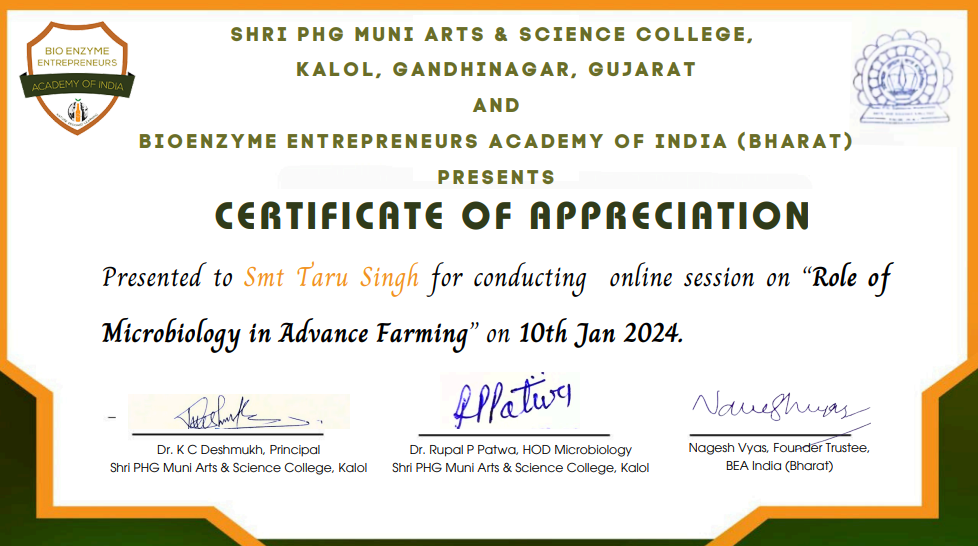 BIO ENZYME
ENTREPRENEURS
ACADEMY OF INDIA
SHRI PHG MUNI ARTS & SCIENCE COLLEGE,
KALOL, GANDHINAGAR, GUJARAT
AND
BIOENZYME ENTREPRENEURS ACADEMY OF INDIA (BHARAT)
PRESENTS
CERTIFICATE OF APPRECIATION
Presented to Smt Taru Singh for conducting online session on “Role of
Microbiology in Advance Farming” on 10th Jan 2024.
Dr. K C Deshmukh, Principal
Shri PHG Muni Arts & Science College, Kalol
Dr. Rupal P Patwa, HOD Microbiology
Shri PHG Muni Arts & Science College, Kalol
Nagesh Vyas, Founder Trustee,
BEA India (Bharat)